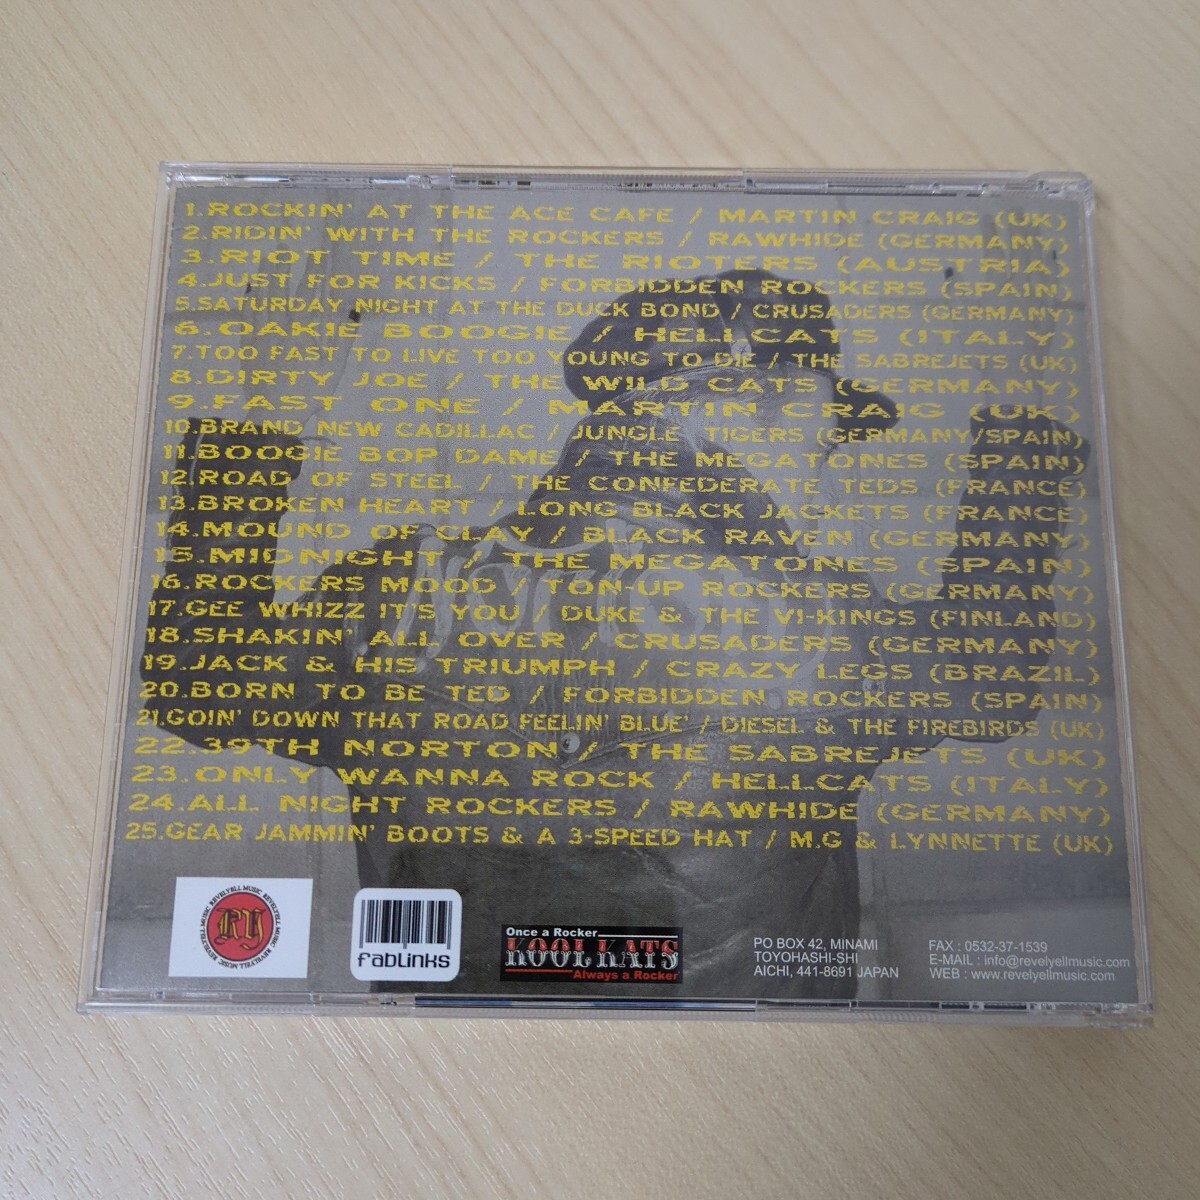 1.ROCKIN' AT THE ACE CAFE / MARTIN CRAIG (UK)
2.RIDIN' WITH THE ROCKERS / RAWHIDE (GERMANY)
3.RIOT TIME / THE RIOTERS (AUSTRIA)
4.JUST FOR KICKS / FORBIDDEN ROCKERS (SPAIN)
5.SATURDAY NIGHT AT THE DUCK BOND / CRUSADERS (GERMANY)
6.OAKIE BOOGIE / HELLCATS (ITALY)
7.TOO FAST TO LIVE TOO YOUNG TO DIE / THE SABREJETS (UK)
8.DIRTY JOE / THE WILD CATS (GERMANY)
9.FAST ONE / MARTIN CRAIG (UK)
10.BRAND NEW CADILLAC / JUNGLE TIGERS (GERMANY/SPAIN)
11.BOOGIE BOP DAME / THE MEGATONES (SPAIN)
12.ROAD OF STEEL / THE CONFEDERATE TEDS (FRANCE)
13.BROKEN HEART / LONG BLACK JACKETS (FRANCE)
14.MOUND OF CLAY / BLACK RAVEN (GERMANY)
15.MIDNIGHT / THE MEGATONES (SPAIN)
16.ROCKERS MOOD / TON-UP ROCKERS (GERMANY)
17.GEE WHIZZ IT'S YOU / DUKE & THE VI-KINGS (FINLAND)
18.SHAKIN' ALL OVER / CRUSADERS (GERMANY)
19.JACK & HIS TRIUMPH / CRAZY LEGS (BRAZIL)
20.BORN TO BE TED / FORBIDDEN ROCKERS (SPAIN)
21.GOIN' DOWN THAT ROAD FEELIN' BLUE' / DIESEL & THE FIREBIRDS (UK)
22.39TH NORTON / THE SABREJETS (UK)
23.ONLY WANNA ROCK / HELLCATS (ITALY)
24.ALL NIGHT ROCKERS / RAWHIDE (GERMANY)
25.GEAR JAMMIN' BOOTS & A 3-SPEED HAT / M.G & LYNNETTE (UK)
Norton
REVELYELL MUSIC REVELYELL MUSIC REVELYELL MUSIC
RY
fabLinks
Once a Rocker
KOOL KATS
Always a Rocker
PO BOX 42, MINAMI
TOYOHASHI-SHI
AICHI, 441-8691 JAPAN
FAX : 0532-37-1539
E-MAIL : info@revelyellmusic.com
WEB : www.revelyellmusic.com